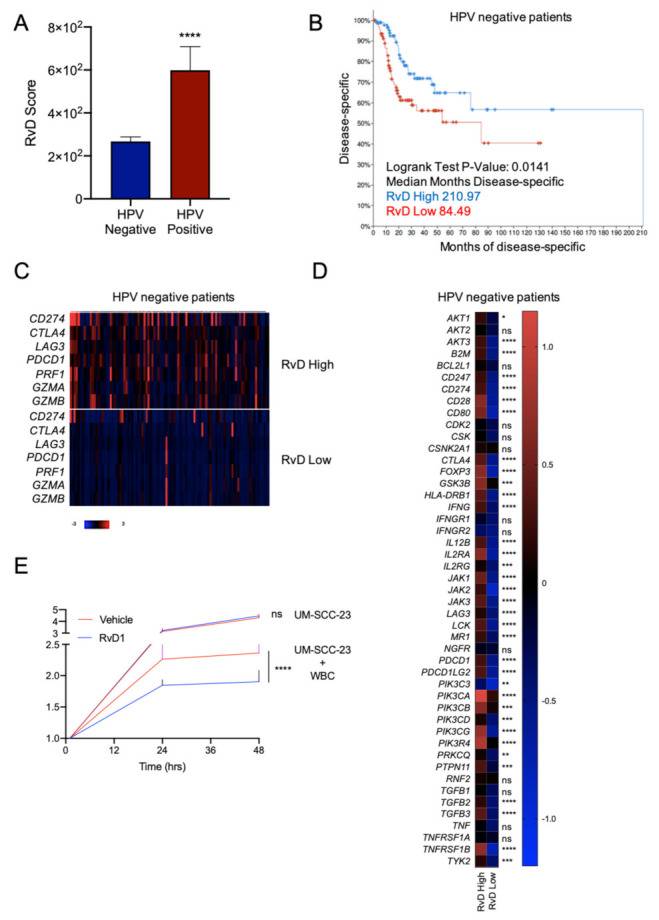 A
8×10²
6×10²
4×10²
2×10²
0
RvD Score
****
HPV
Negative
HPV
Positive
B
HPV negative patients
Disease-specific
100%
90%
80%
70%
60%
50%
40%
30%
20%
10%
0%
Logrank Test P-Value: 0.0141
Median Months Disease-specific
RvD High 210.97
RvD Low 84.49
0 10 20 30 40 50 60 70 80 90 100 110 120 130 140 150 160 170 180 190 200 210
Months of disease-specific
C
HPV negative patients
CD274
CTLA4
LAG3
PDCD1
PRF1
GZMA
GZMB
RvD High
CD274
CTLA4
LAG3
PDCD1
PRF1
GZMA
GZMB
RvD Low
-3 3
D
HPV negative patients
AKT1 *
AKT2 ns
AKT3 ****
B2M ****
BCL2L1 ns
CD247 ****
CD274 ****
CD28 ****
CD80 ****
CDK2 ns
CSK ns
CSNK2A1 ns
CTLA4 ****
FOXP3 ****
GSK3B ***
HLA-DRB1 ****
IFNG ****
IFNGR1 ns
IFNGR2 ns
IL12B ****
IL2RA ****
IL2RG ***
JAK1 ****
JAK2 ****
JAK3 ****
LAG3 ****
LCK ****
MR1 ****
NGFR ns
PDCD1 ****
PDCD1LG2 ****
PIK3C3 **
PIK3CA ****
PIK3CB ***
PIK3CD ***
PIK3CG ****
PIK3R4 ****
PRKCQ **
PTPN11 ***
RNF2 ns
TGFB1 ns
TGFB2 ****
TGFB3 ****
TNF ns
TNFRSF1A ns
TNFRSF1B ****
TYK2 ***
RvD High
RvD Low
1.0
0.5
0
-0.5
-1.0
E
Vehicle
RvD1
5
4
3
2.5
2.0
1.5
1.0
ns UM-SCC-23
**** UM-SCC-23
+
WBC
0 12 24 36 48
Time (hrs)